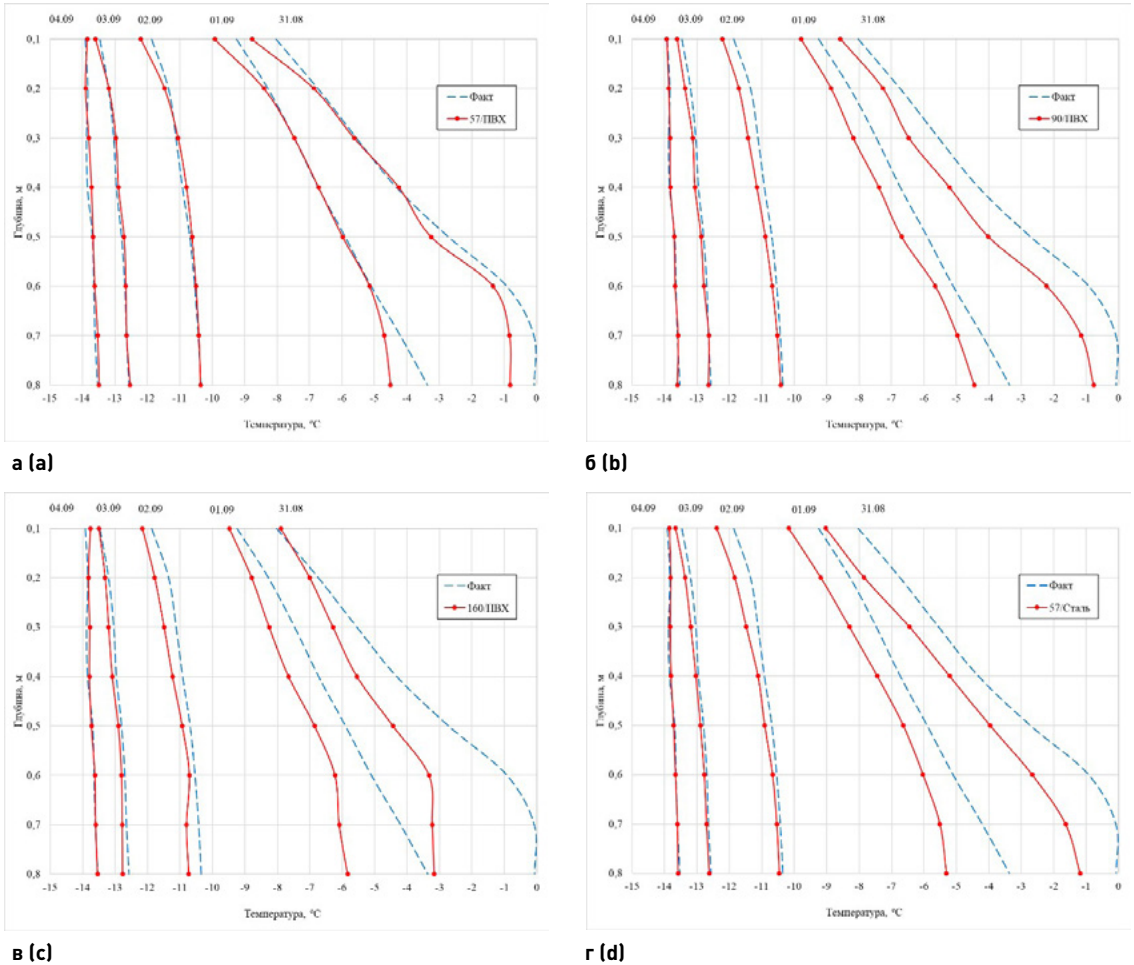 04.09 03.09 02.09 01.09 31.08
0,1
0,2
0,3
0,4
0,5
0,6
0,7
0,8
Глубина, м
Факт
57/ПВХ
-15 -14 -13 -12 -11 -10 -9 -8 -7 -6 -5 -4 -3 -2 -1 0
Температура, °С
а (a)
04.09 03.09 02.09 01.09 31.08
0,1
0,2
0,3
0,4
0,5
0,6
0,7
0,8
Глубина, м
Факт
90/ПВХ
-15 -14 -13 -12 -11 -10 -9 -8 -7 -6 -5 -4 -3 -2 -1 0
Температура, °С
б (b)
04.09 03.09 02.09 01.09 31.08
0,1
0,2
0,3
0,4
0,5
0,6
0,7
0,8
Глубина, м
Факт
160/ПВХ
-15 -14 -13 -12 -11 -10 -9 -8 -7 -6 -5 -4 -3 -2 -1 0
Температура, °С
в (c)
04.09 03.09 02.09 01.09 31.08
0,1
0,2
0,3
0,4
0,5
0,6
0,7
0,8
Глубина, м
Факт
57/Сталь
-15 -14 -13 -12 -11 -10 -9 -8 -7 -6 -5 -4 -3 -2 -1 0
Температура, °С
г (d)